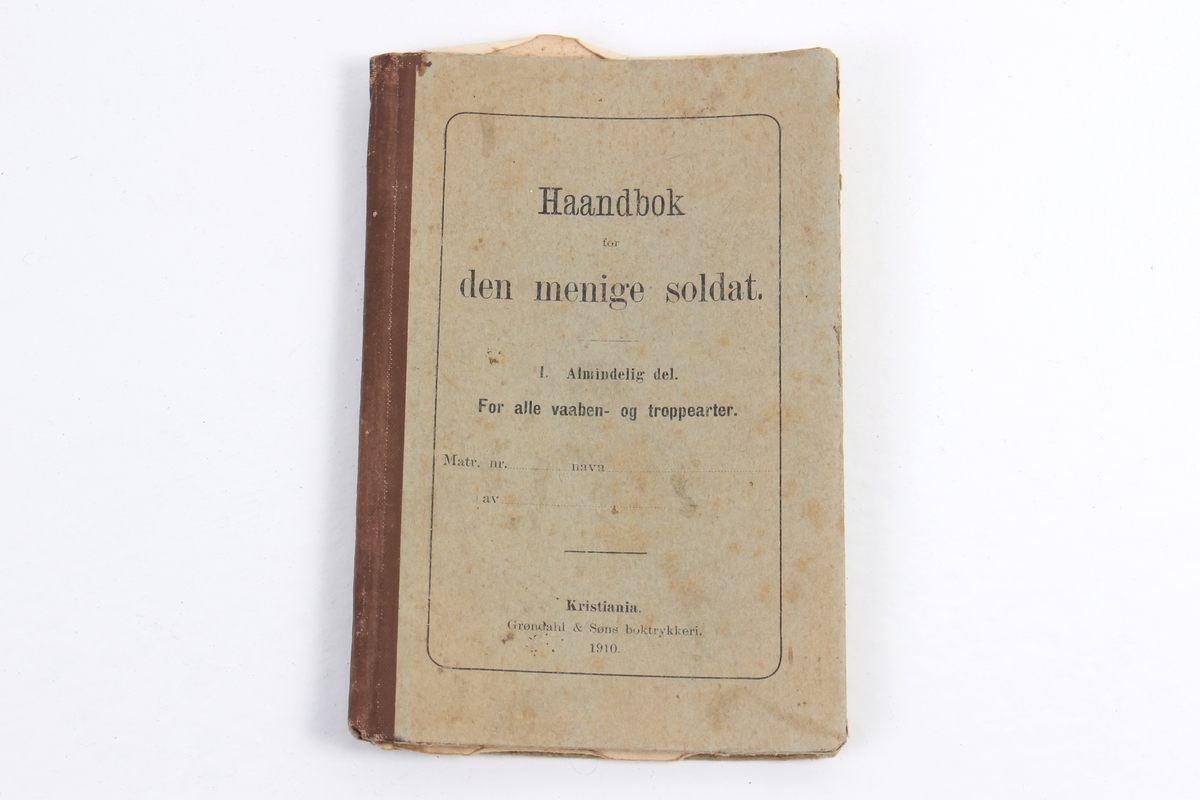 Haandbok
for
den menige soldat.
I. Almindelig del.
For alle vaaben- og troppearter.
Matr. nr. nava
av
Kristiania.
Grøndahl & Søns boktrykkeri.
1910.